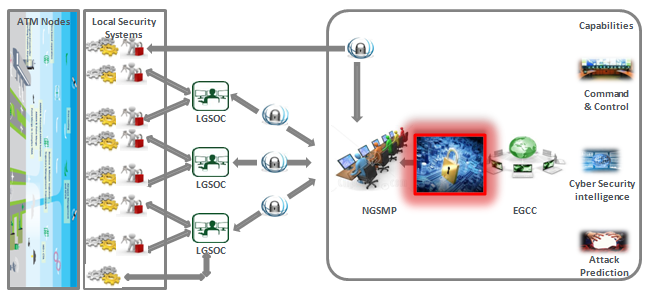 ATM Nodes
Local Security
Systems
Capabilities
LGSOC
LGSOC
LGSOC
NGSMP
EGCC
Command
& Control
Cyber Security
intelligence
Attack
Prediction